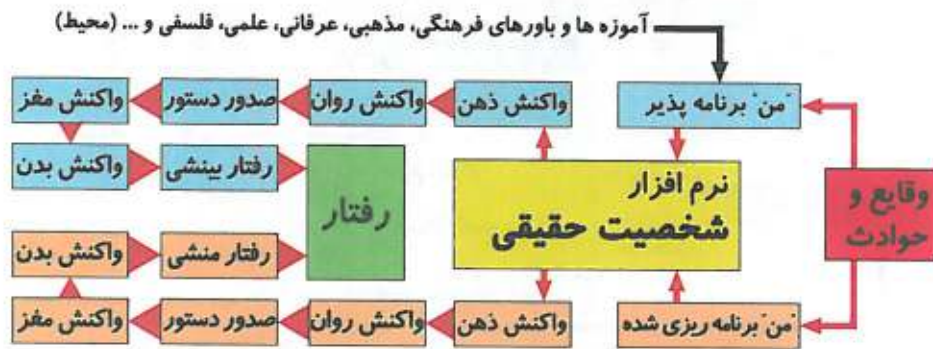 آموزه ها و باورهای فرهنگی، مذهبی، عرفانی، علمی، فلسفی و ... (محیط)
"من" برنامه پذیر
واکنش ذهن
واکنش روان
صدور دستور
واکنش مغز
واکنش بدن
رفتار بینشی
رفتار
نرم افزار
شخصیت حقیقی
وقایع و
حوادث
رفتار منشی
واکنش بدن
"من" برنامه ریزی شده
واکنش ذهن
واکنش روان
صدور دستور
واکنش مغز